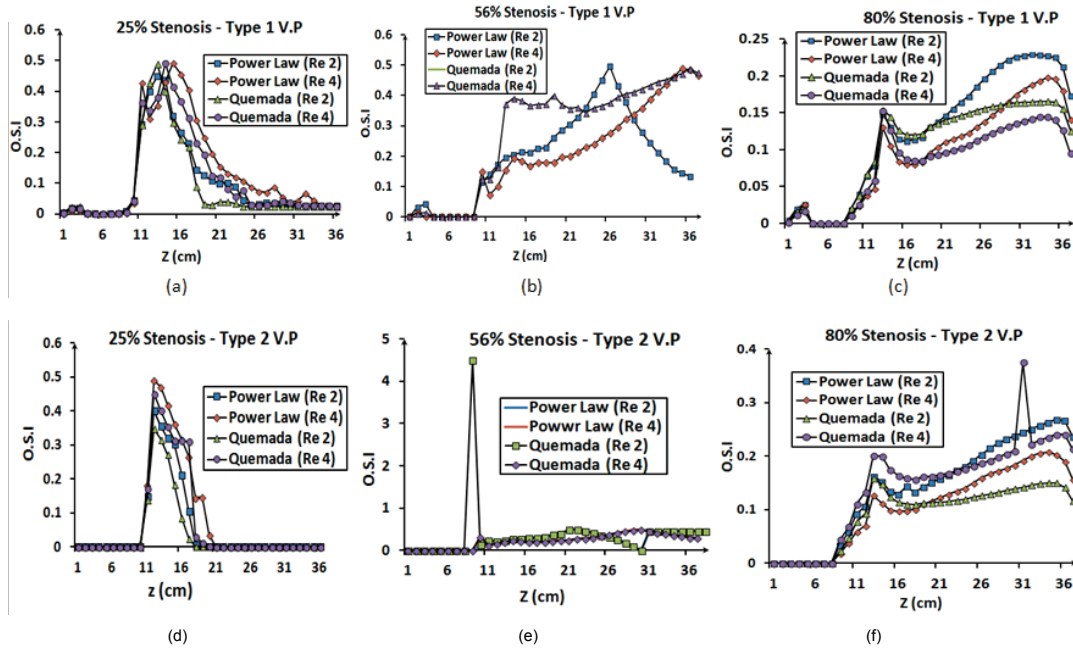 25% Stenosis - Type 1 V.P
O.S.I
0.6
0.5
0.4
0.3
0.2
0.1
0
Power Law (Re 2)
Power Law (Re 4)
Quemada (Re 2)
Quemada (Re 4)
1 6 11 16 21 26 31 36
Z (cm)
(a)
56% Stenosis - Type 1 V.P
O.S.I
0.6
0.5
0.4
0.3
0.2
0.1
0
Power Law (Re 2)
Power Law (Re 4)
Quemada (Re 2)
Quemada (Re 4)
1 6 11 16 21 26 31 36
Z (cm)
(b)
80% Stenosis - Type 1 V.P
O.S.I
0.25
0.2
0.15
0.1
0.05
0
Power Law (Re 2)
Power Law (Re 4)
Quemada (Re 2)
Quemada (Re 4)
1 6 11 16 21 26 31 36
Z (cm)
(c)
25% Stenosis - Type 2 V.P
O.S.I
0.6
0.5
0.4
0.3
0.2
0.1
0
Power Law (Re 2)
Power Law (Re 4)
Quemada (Re 2)
Quemada (Re 4)
1 6 11 16 21 26 31 36
z (cm)
(d)
56% Stenosis - Type 2 V.P
O.S.I
5
4
3
2
1
0
Power Law (Re 2)
Powwr Law (Re 4)
Quemada (Re 2)
Quemada (Re 4)
1 6 11 16 21 26 31 36
Z (cm)
(e)
80% Stenosis - Type 2 V.P
O.S.I
0.4
0.3
0.2
0.1
0
Power Law (Re 2)
Power Law (Re 4)
Quemada (Re 2)
Quemada (Re 4)
1 6 11 16 21 26 31 36
Z (cm)
(f)